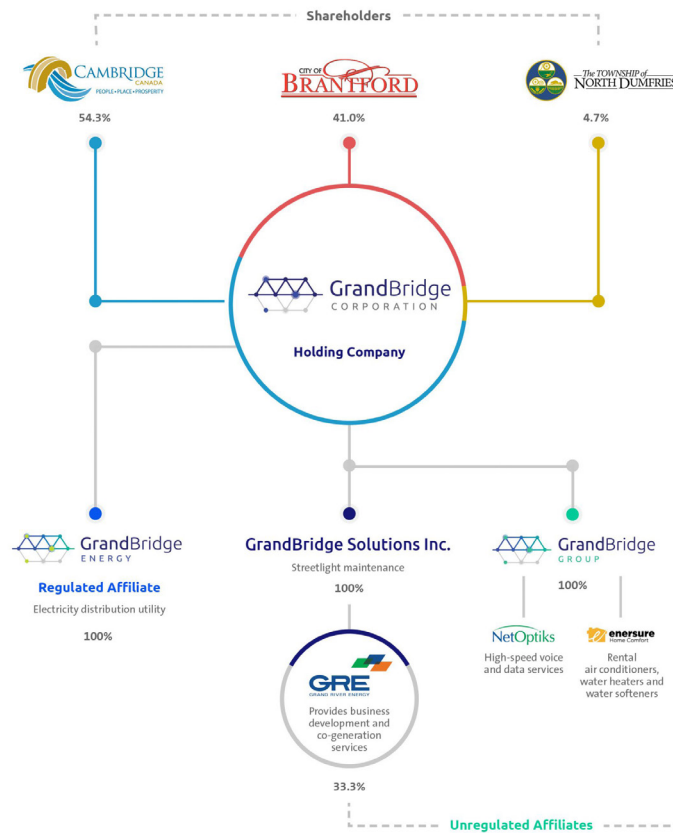 Shareholders
CAMBRIDGE
CANADA
PEOPLE • PLACE • PROSPERITY
54.3%
CITY OF
BRANTFORD
41.0%
The TOWNSHIP of
NORTH DUMFRIES
4.7%
GrandBridge
CORPORATION
Holding Company
GrandBridge
ENERGY
Regulated Affiliate
Electricity distribution utility
100%
GrandBridge Solutions Inc.
Streetlight maintenance
100%
GRE
GRAND RIVER ENERGY
Provides business
development and
co-generation
services
33.3%
GrandBridge
GROUP
100%
NetOptiks
High-speed voice
and data services
enersure
Home Comfort
Rental
air conditioners,
water heaters and
water softeners
Unregulated Affiliates